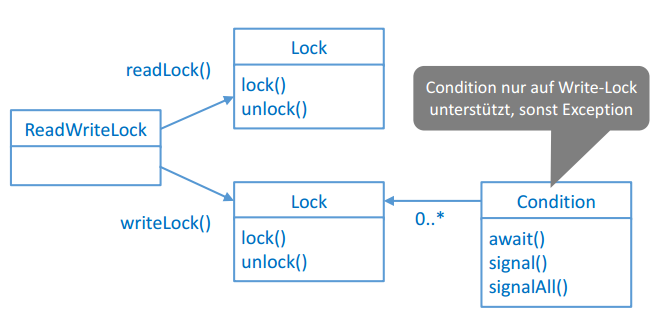 Lock
readLock()
lock()
unlock()
Condition nur auf Write-Lock
unterstützt, sonst Exception
ReadWriteLock
Lock
writeLock()
lock()
unlock()
0..*
Condition
await()
signal()
signalAll()